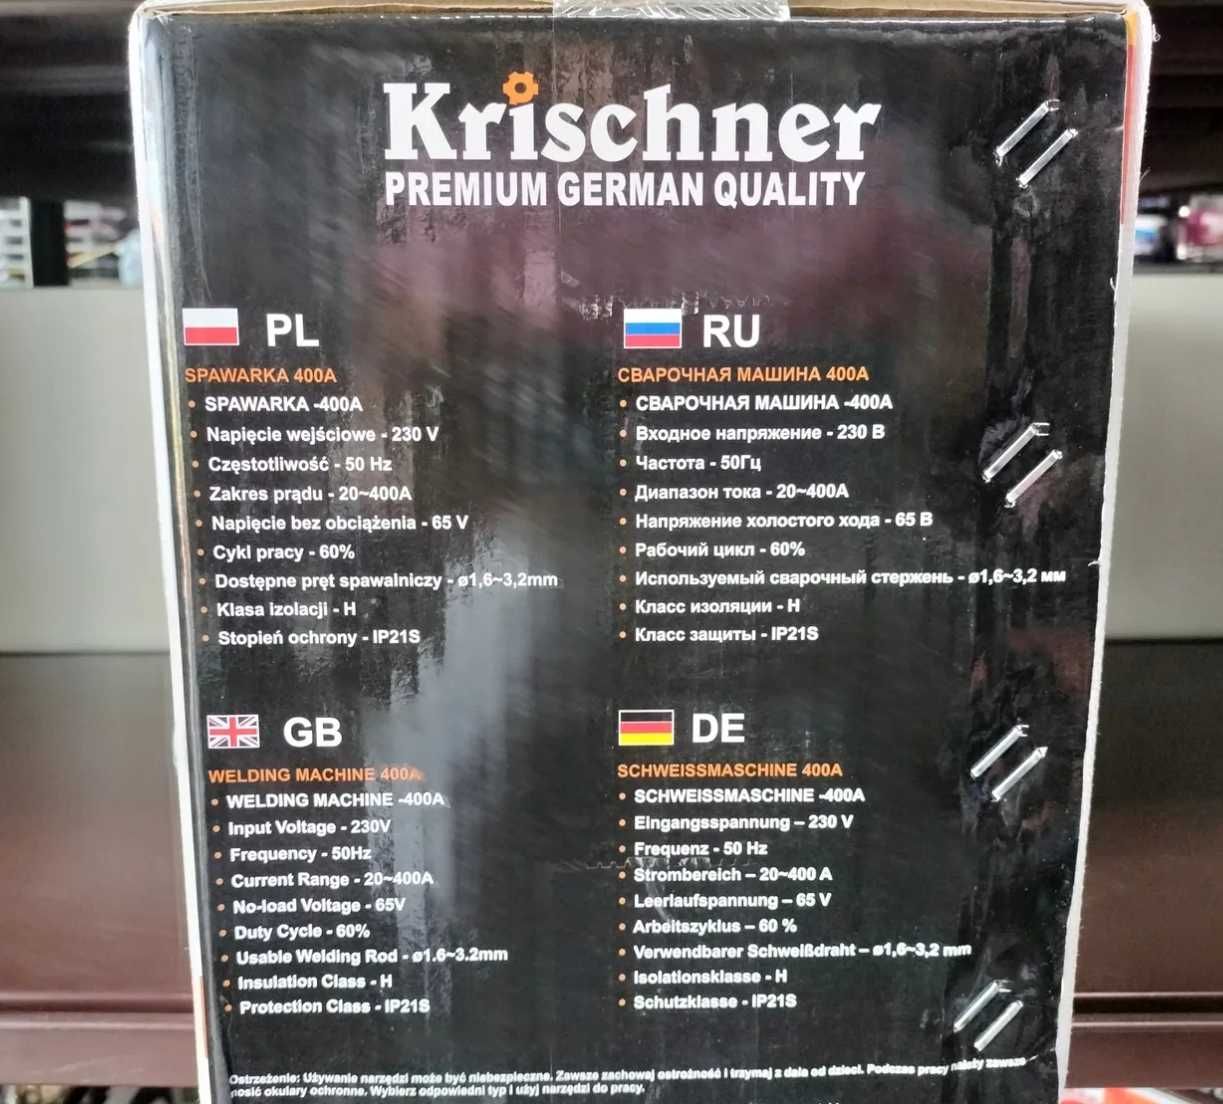 Krischner
PREMIUM GERMAN QUALITY
PL
SPAWARKA 400A
• SPAWARKA -400A
• Napięcie wejściowe - 230 V
• Częstotliwość - 50 Hz
• Zakres prądu - 20~400A
• Napięcie bez obciążenia - 65 V
• Cykl pracy - 60%
• Dostępne pręt spawalniczy - ø1,6~3,2mm
• Klasa izolacji - H
• Stopień ochrony - IP21S
RU
СВАРОЧНАЯ МАШИНА 400A
• СВАРОЧНАЯ МАШИНА -400A
• Входное напряжение - 230 В
• Частота - 50Гц
• Диапазон тока - 20~400A
• Напряжение холостого хода - 65 В
• Рабочий цикл - 60%
• Используемый сварочный стержень - ø1,6~3,2 мм
• Класс изоляции - H
• Класс защиты - IP21S
GB
WELDING MACHINE 400A
• WELDING MACHINE -400A
• Input Voltage - 230V
• Frequency - 50Hz
• Current Range - 20~400A
• No-load Voltage - 65V
• Duty Cycle - 60%
• Usable Welding Rod - ø1.6~3.2mm
• Insulation Class - H
• Protection Class - IP21S
DE
SCHWEISSMASCHINE 400A
• SCHWEISSMASCHINE -400A
• Eingangsspannung – 230 V
• Frequenz - 50 Hz
• Strombereich – 20~400 A
• Leerlaufspannung – 65 V
• Arbeitszyklus – 60 %
• Verwendbarer Schweißdraht – ø1,6~3,2 mm
• Isolationsklasse - H
• Schutzklasse - IP21S
Ostrzeżenie: Używanie narzędzi może być niebezpieczne. Zawsze zachowaj ostrożność i trzymaj z dala od dzieci. Podczas pracy należy zawsze
nosić okulary ochronne. Wybierz odpowiedni typ i użyj narzędzi do pracy.